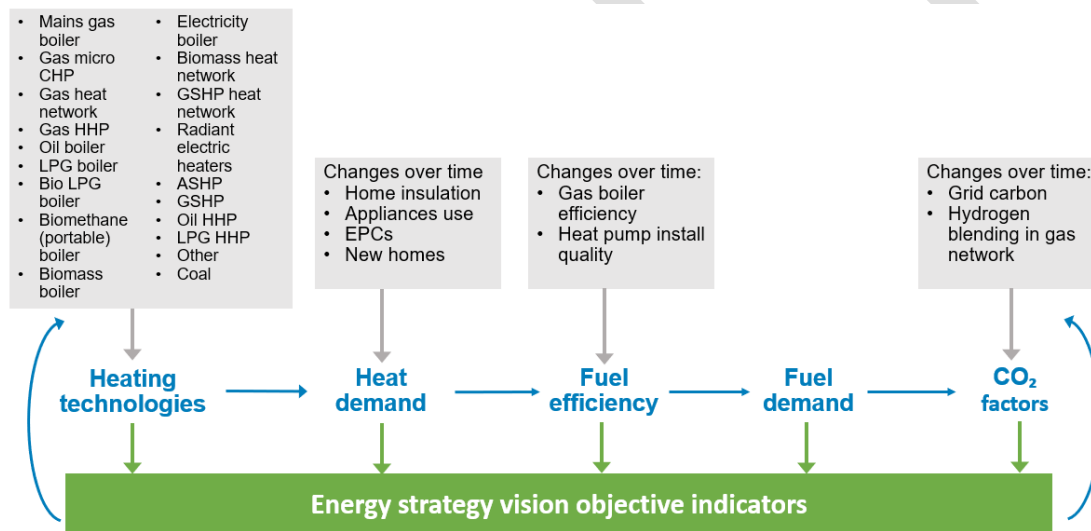 • Mains gas
boiler
• Gas micro
CHP
• Gas heat
network
• Gas HHP
• Oil boiler
• LPG boiler
• Bio LPG
boiler
• Biomethane
(portable)
boiler
• Biomass
boiler
• Electricity
boiler
• Biomass heat
network
• GSHP heat
network
• Radiant
electric
heaters
• ASHP
• GSHP
• Oil HHP
• LPG HHP
• Other
• Coal
Changes over time
• Home insulation
• Appliances use
• EPCs
• New homes
Changes over time:
• Gas boiler
efficiency
• Heat pump install
quality
Changes over time:
• Grid carbon
• Hydrogen
blending in gas
network
Heating
technologies
Heat
demand
Fuel
efficiency
Fuel
demand
CO₂
factors
Energy strategy vision objective indicators